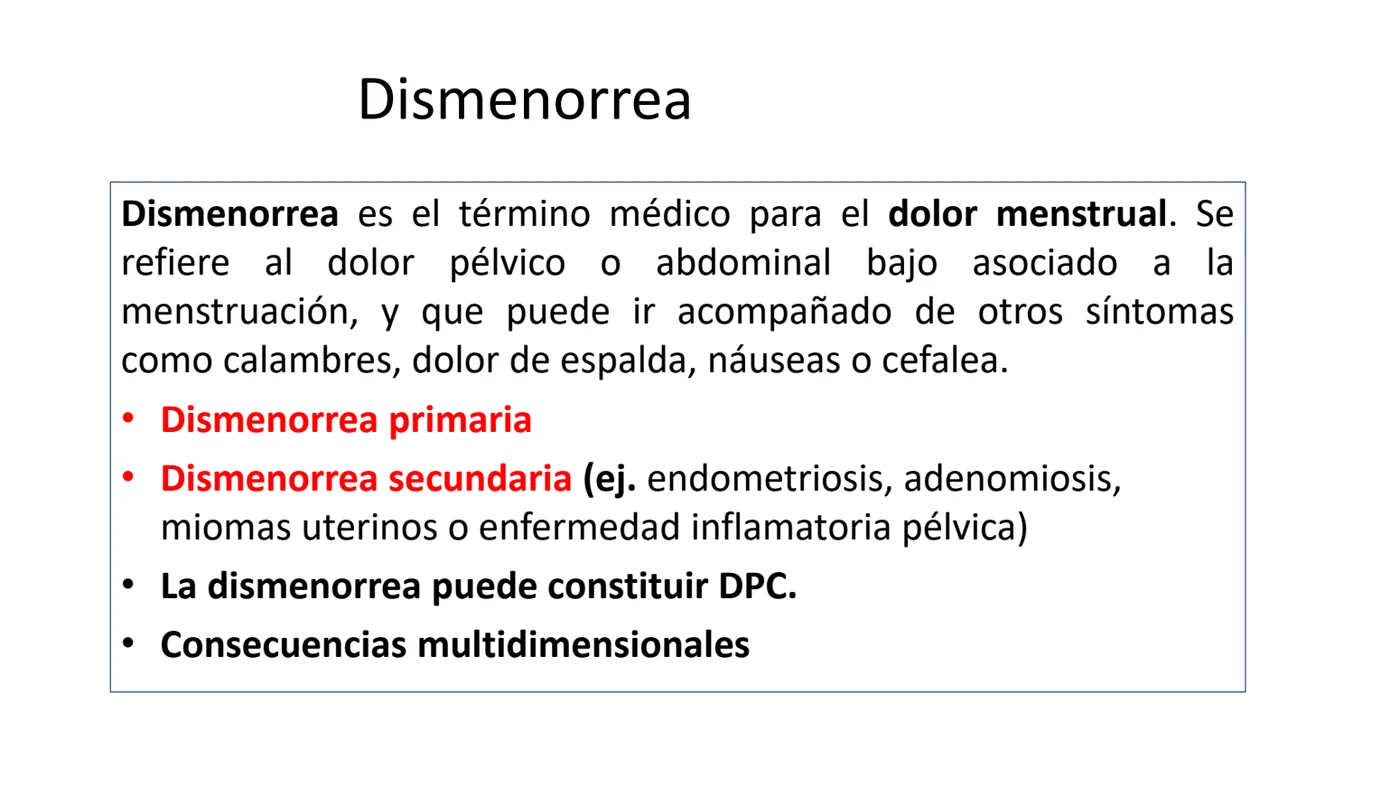 Dismenorrea
Dismenorrea es el término médico para el dolor menstrual. Se
refiere al dolor pélvico o abdominal bajo asociado a la
menstruación, y que puede ir acompañado de otros síntomas
como calambres, dolor de espalda, náuseas o cefalea.
• Dismenorrea primaria
• Dismenorrea secundaria (ej. endometriosis, adenomiosis,
miomas uterinos o enfermedad inflamatoria pélvica)
• La dismenorrea puede constituir DPC.
• Consecuencias multidimensionales